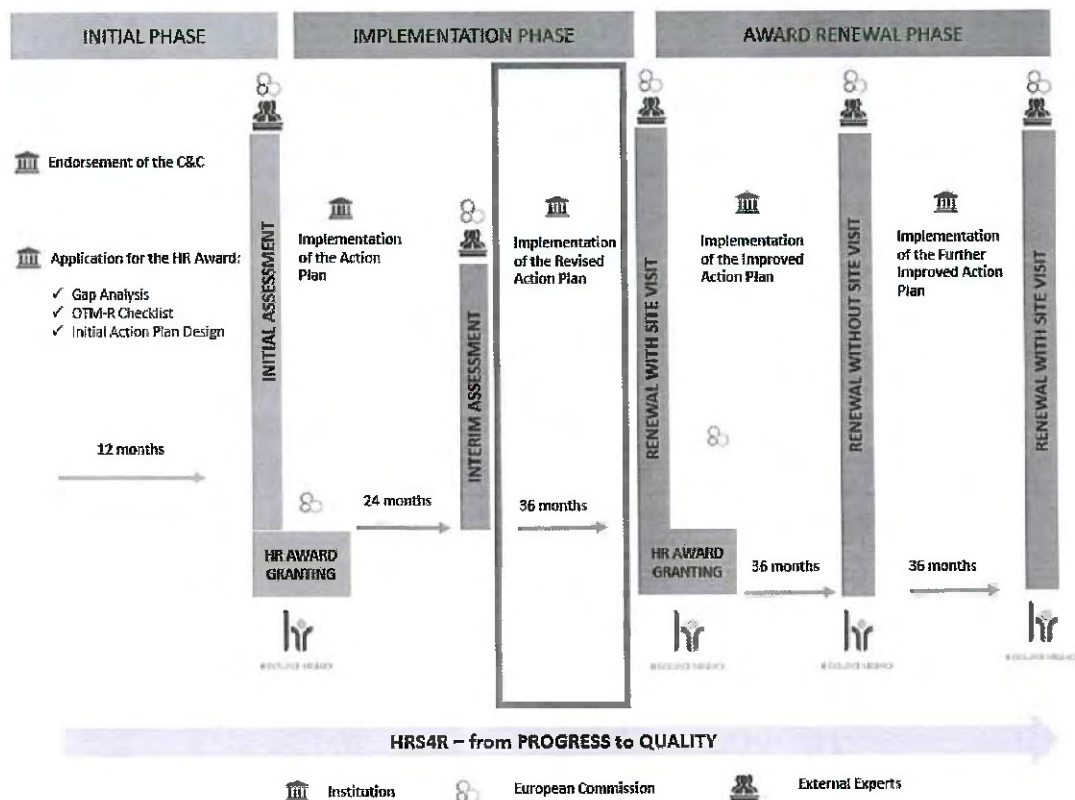 INITIAL PHASE
IMPLEMENTATION PHASE
AWARD RENEWAL PHASE
Endorsement of the C&C
Application for the HR Award:
✓ Gap Analysis
✓ OTM-R Checklist
✓ Initial Action Plan Design
12 months
INITIAL ASSESSMENT
HR AWARD
GRANTING
hr
Implementation
of the Action
Plan
24 months
INTERIM ASSESSMENT
Implementation
of the Revised
Action Plan
36 months
RENEWAL WITH SITE VISIT
HR AWARD
GRANTING
hr
Implementation
of the Improved
Action Plan
36 months
RENEWAL WITHOUT SITE VISIT
hr
Implementation
of the Further
Improved Action
Plan
36 months
RENEWAL WITH SITE VISIT
hr
HRS4R – from PROGRESS to QUALITY
Institution
European Commission
External Experts